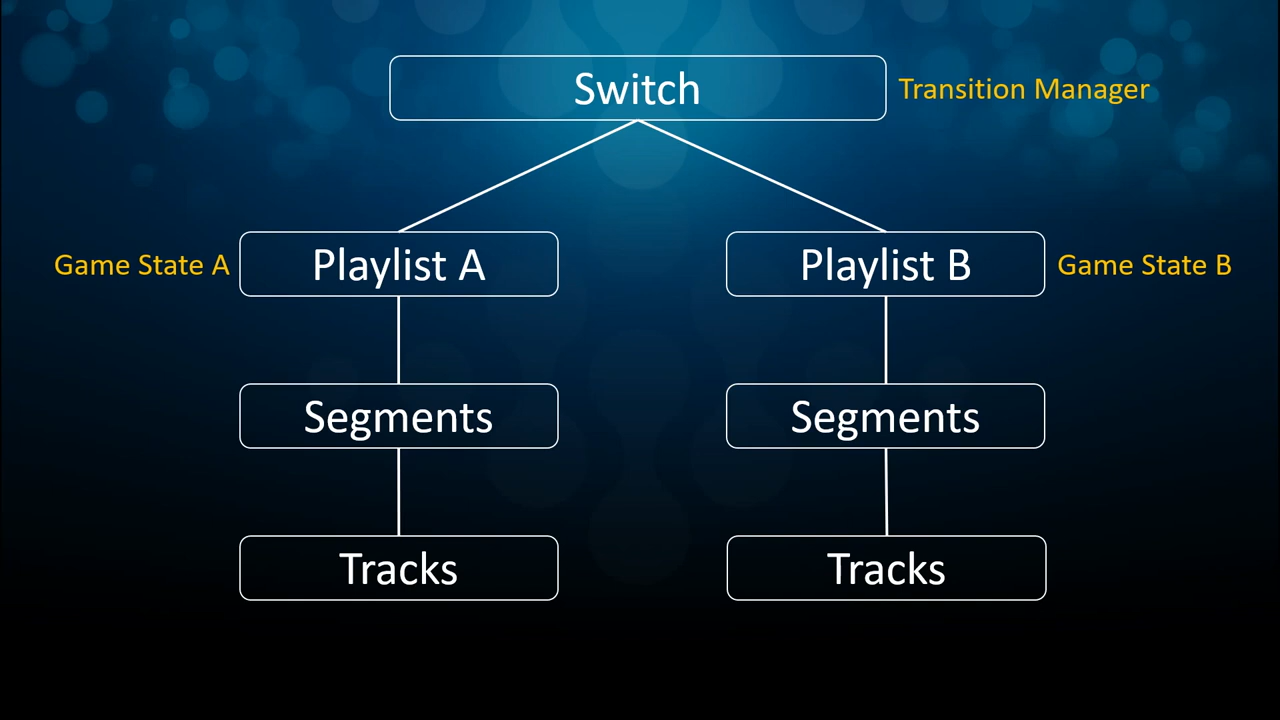 Switch
Transition Manager
Game State A
Playlist A
Playlist B
Game State B
Segments
Segments
Tracks
Tracks